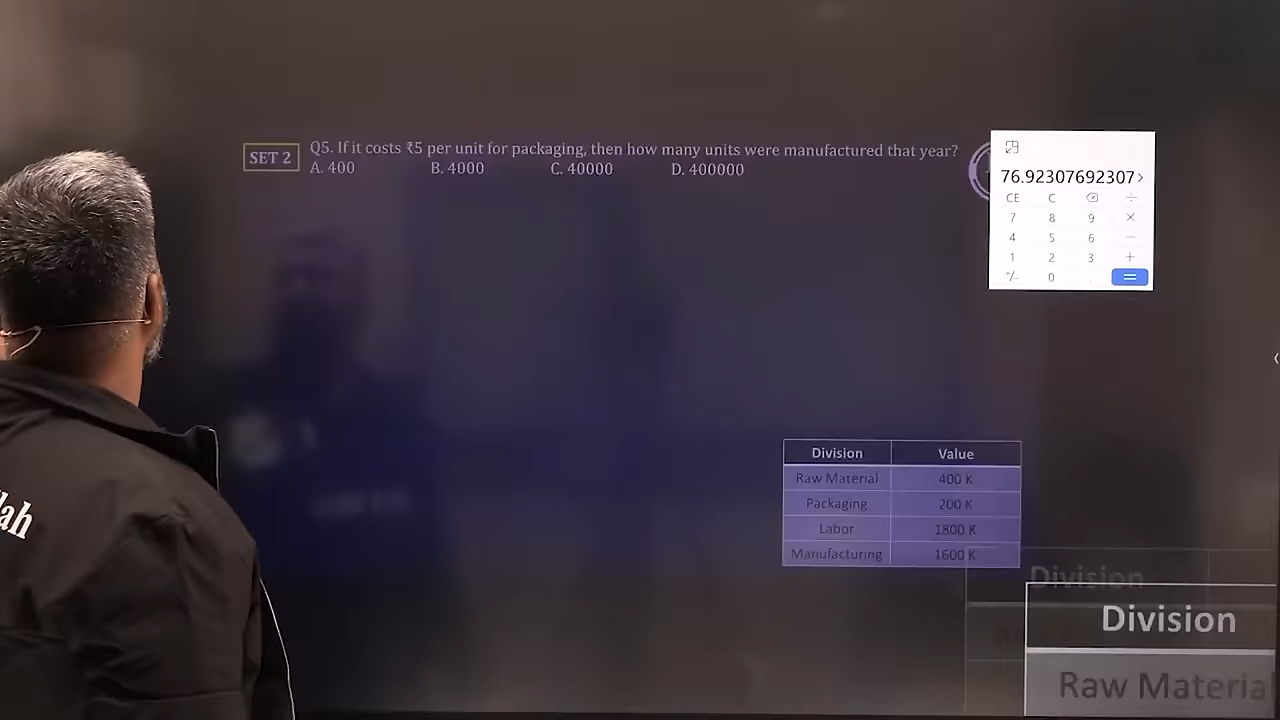 SET 2
Q5. If it costs ₹5 per unit for packaging, then how many units were manufactured that year?
A. 400 B. 4000 C. 40000 D. 400000
76.92307692307
CE C ÷
7 8 9 ×
4 5 6 −
1 2 3 +
+/− 0 . =
Division Value
Raw Material 400 K
Packaging 200 K
Labor 1800 K
Manufacturing 1600 K
Division
Division
Raw Materia
lah